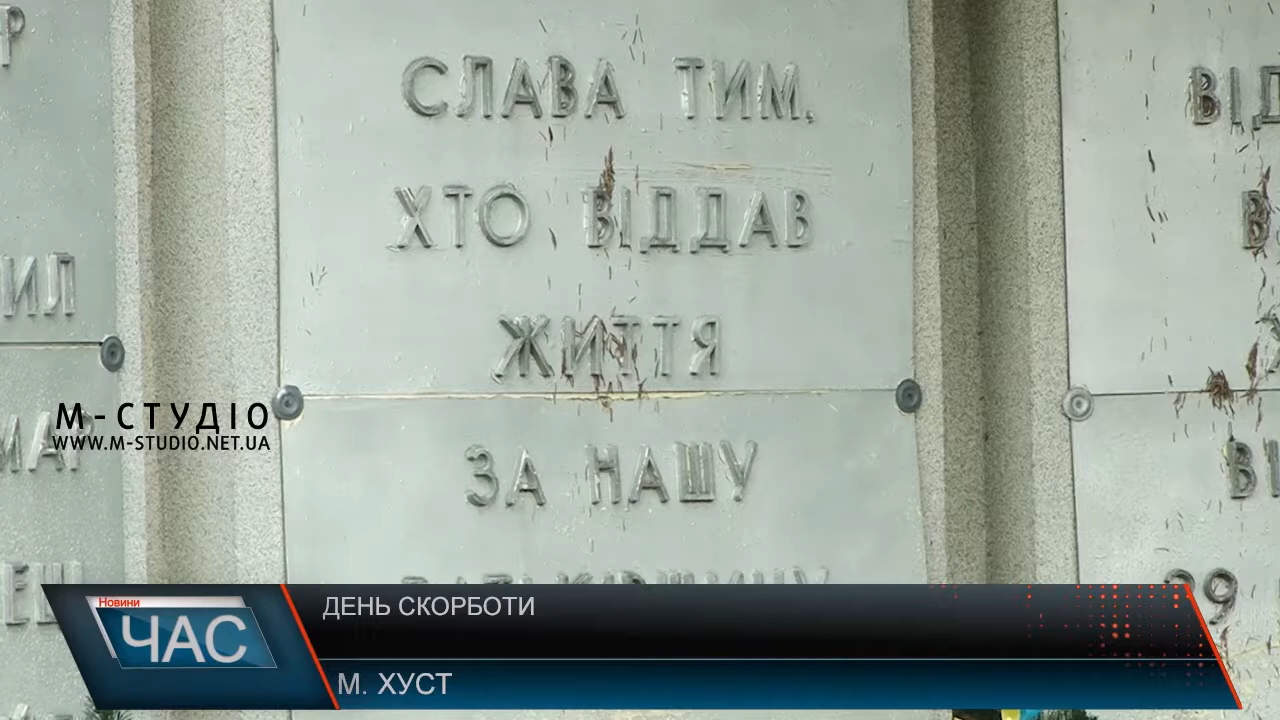 СЛАВА ТИМ,
ХТО ВІДДАВ
ЖИТТЯ
ЗА НАШУ
М-СТУДІО
WWW.M-STUDIO.NET.UA
Новини
ЧАС
ДЕНЬ СКОРБОТИ
М. ХУСТ